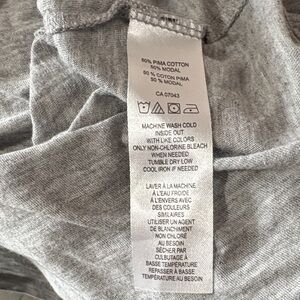 50% PIMA COTTON
50% MODAL
50 % COTON PIMA
50 % MODAL
CA 07043
MACHINE WASH COLD
INSIDE OUT
WITH LIKE COLORS
ONLY NON-CHLORINE BLEACH
WHEN NEEDED
TUMBLE DRY LOW
COOL IRON IF NEEDED
LAVER À LA MACHINE
À L'EAU FROIDE
À L'ENVERS AVEC
DES COULEURS
SIMILAIRES
UTILISER UN AGENT
DE BLANCHIMENT
NON CHLORÉ
AU BESOIN
SÉCHER PAR
CULBUTAGE À
BASSE TEMPÉRATURE
REPASSER À BASSE
TEMPÉRATURE
AU BESOIN